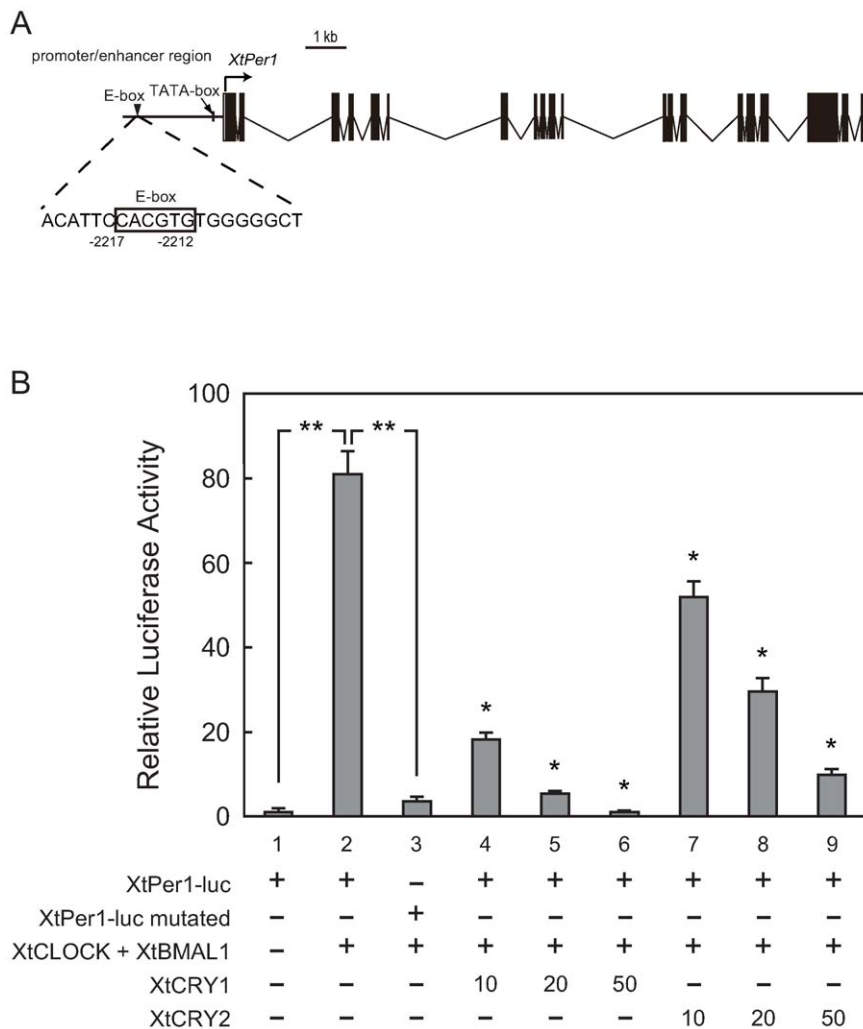 A
1 kb
promoter/enhancer region
XtPer1
E-box
TATA-box
E-box
ACATTCCACGTGTGGGGGCT
-2217
-2212
B
Relative Luciferase Activity
100
80
60
40
20
0
** **
* * * * * *
1 2 3 4 5 6 7 8 9
XtPer1-luc + + – + + + + + +
XtPer1-luc mutated – – + – – – – – –
XtCLOCK + XtBMAL1 – + + + + + + + +
XtCRY1 – – – 10 20 50 – – –
XtCRY2 – – – – – – 10 20 50